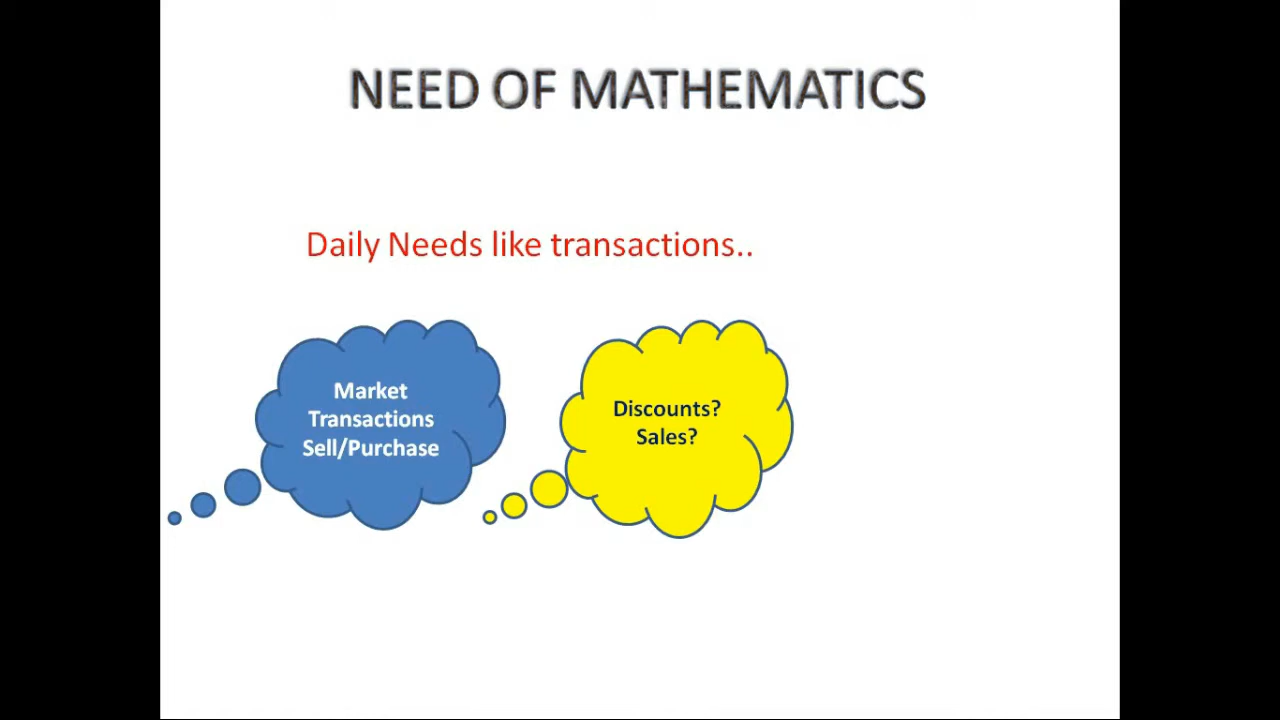 NEED OF MATHEMATICS
Daily Needs like transactions..
Market
Transactions
Sell/Purchase
Discounts?
Sales?